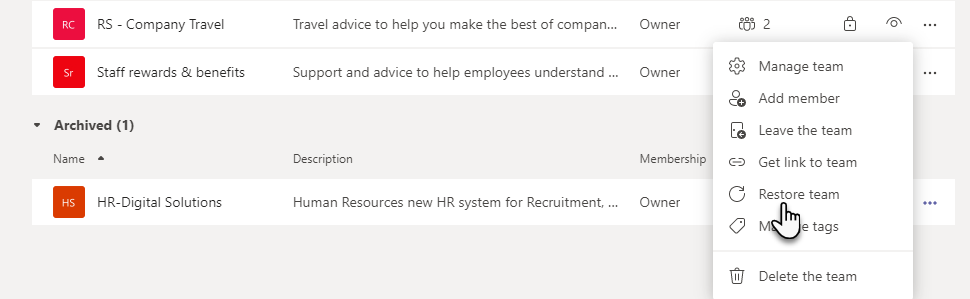 RC RS - Company Travel Travel advice to help you make the best of compan... Owner 2 ...
Sr Staff rewards & benefits Support and advice to help employees understand ... Owner ...
Archived (1)
Name Description Membership
HS HR-Digital Solutions Human Resources new HR system for Recruitment, ... Owner ...
Manage team
Add member
Leave the team
Get link to team
Restore team
tags
Delete the team